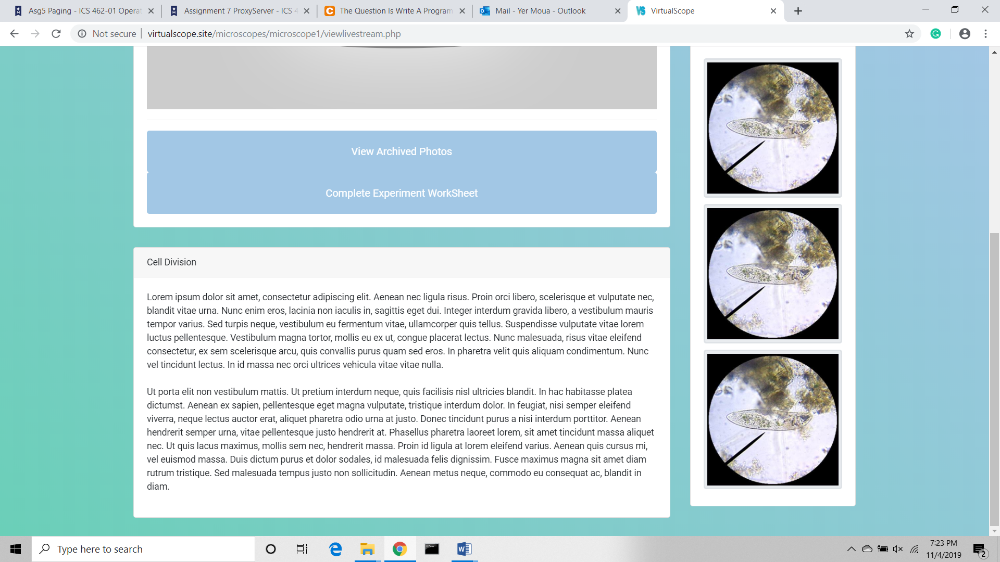 Asg5 Paging - ICS 462-01 Operat
Assignment 7 ProxyServer - ICS 4
The Question Is Write A Program
Mail - Yer Moua - Outlook
VirtualScope
Not secure
virtualscope.site/microscopes/microscope1/viewlivestream.php
View Archived Photos
Complete Experiment WorkSheet
Cell Division
Lorem ipsum dolor sit amet, consectetur adipiscing elit. Aenean nec ligula risus. Proin orci libero, scelerisque et vulputate nec,
blandit vitae urna. Nunc enim eros, lacinia non iaculis in, sagittis eget dui. Integer interdum gravida libero, a vestibulum mauris
tempor varius. Sed turpis neque, vestibulum eu fermentum vitae, ullamcorper quis tellus. Suspendisse vulputate vitae lorem
luctus pellentesque. Vestibulum magna tortor, mollis eu ex ut, congue placerat lectus. Nunc malesuada, risus vitae eleifend
consectetur, ex sem scelerisque arcu, quis convallis purus quam sed eros. In pharetra velit quis aliquam condimentum. Nunc
vel tincidunt lectus. In id massa nec orci ultrices vehicula vitae vitae nulla.
Ut porta elit non vestibulum mattis. Ut pretium interdum neque, quis facilisis nisl ultricies blandit. In hac habitasse platea
dictumst. Aenean ex sapien, pellentesque eget magna vulputate, tristique interdum dolor. In feugiat, nisi semper eleifend
viverra, neque lectus auctor erat, aliquet pharetra odio urna at justo. Donec tincidunt purus a nisi interdum porttitor. Aenean
hendrerit semper urna, vitae pellentesque justo hendrerit at. Phasellus pharetra laoreet lorem, sit amet tincidunt massa aliquet
nec. Ut quis lacus maximus, mollis sem nec, hendrerit massa. Proin id ligula at lorem eleifend varius. Aenean quis cursus mi,
vel euismod massa. Duis dictum purus et dolor sodales, id malesuada felis dignissim. Fusce maximus magna sit amet diam
rutrum tristique. Sed malesuada tempus justo non sollicitudin. Aenean metus neque, commodo eu consequat ac, blandit in
diam.
Type here to search
7:23 PM
11/4/2019
2